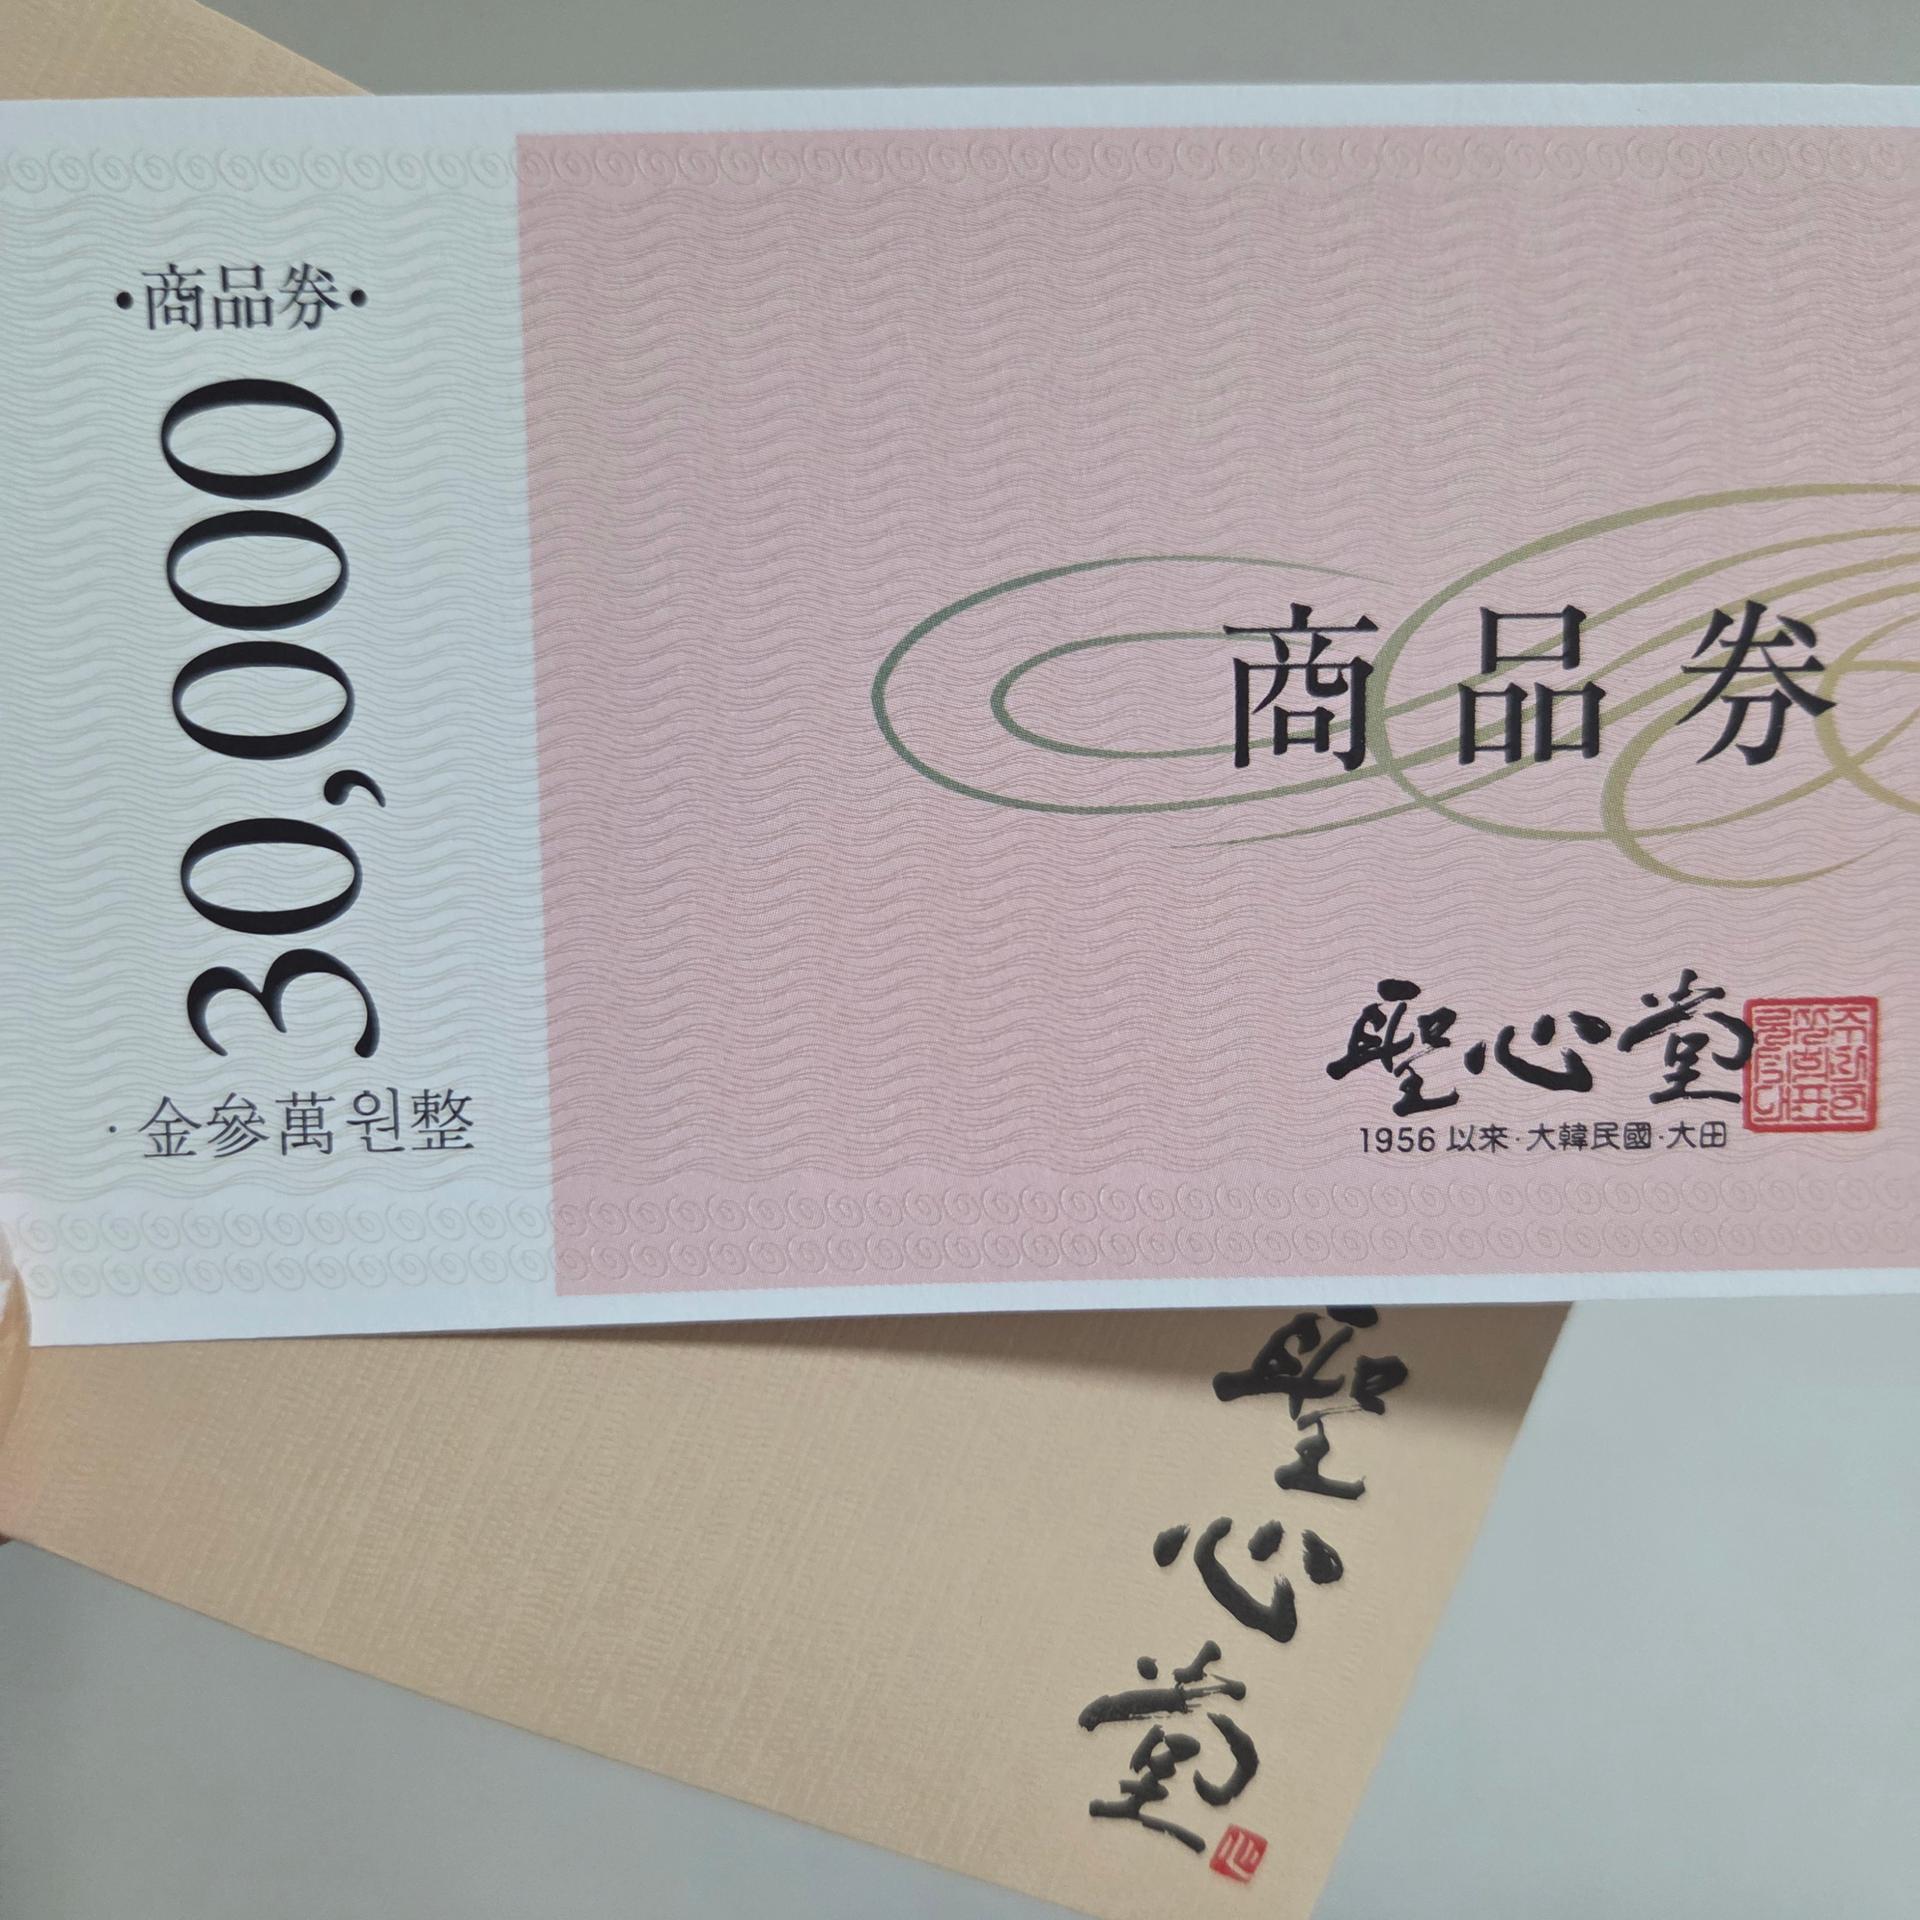 ·商品券·
30,000
·金參萬원整
商品券
聖心堂
1956 以來·大韓民國·大田
聖心堂